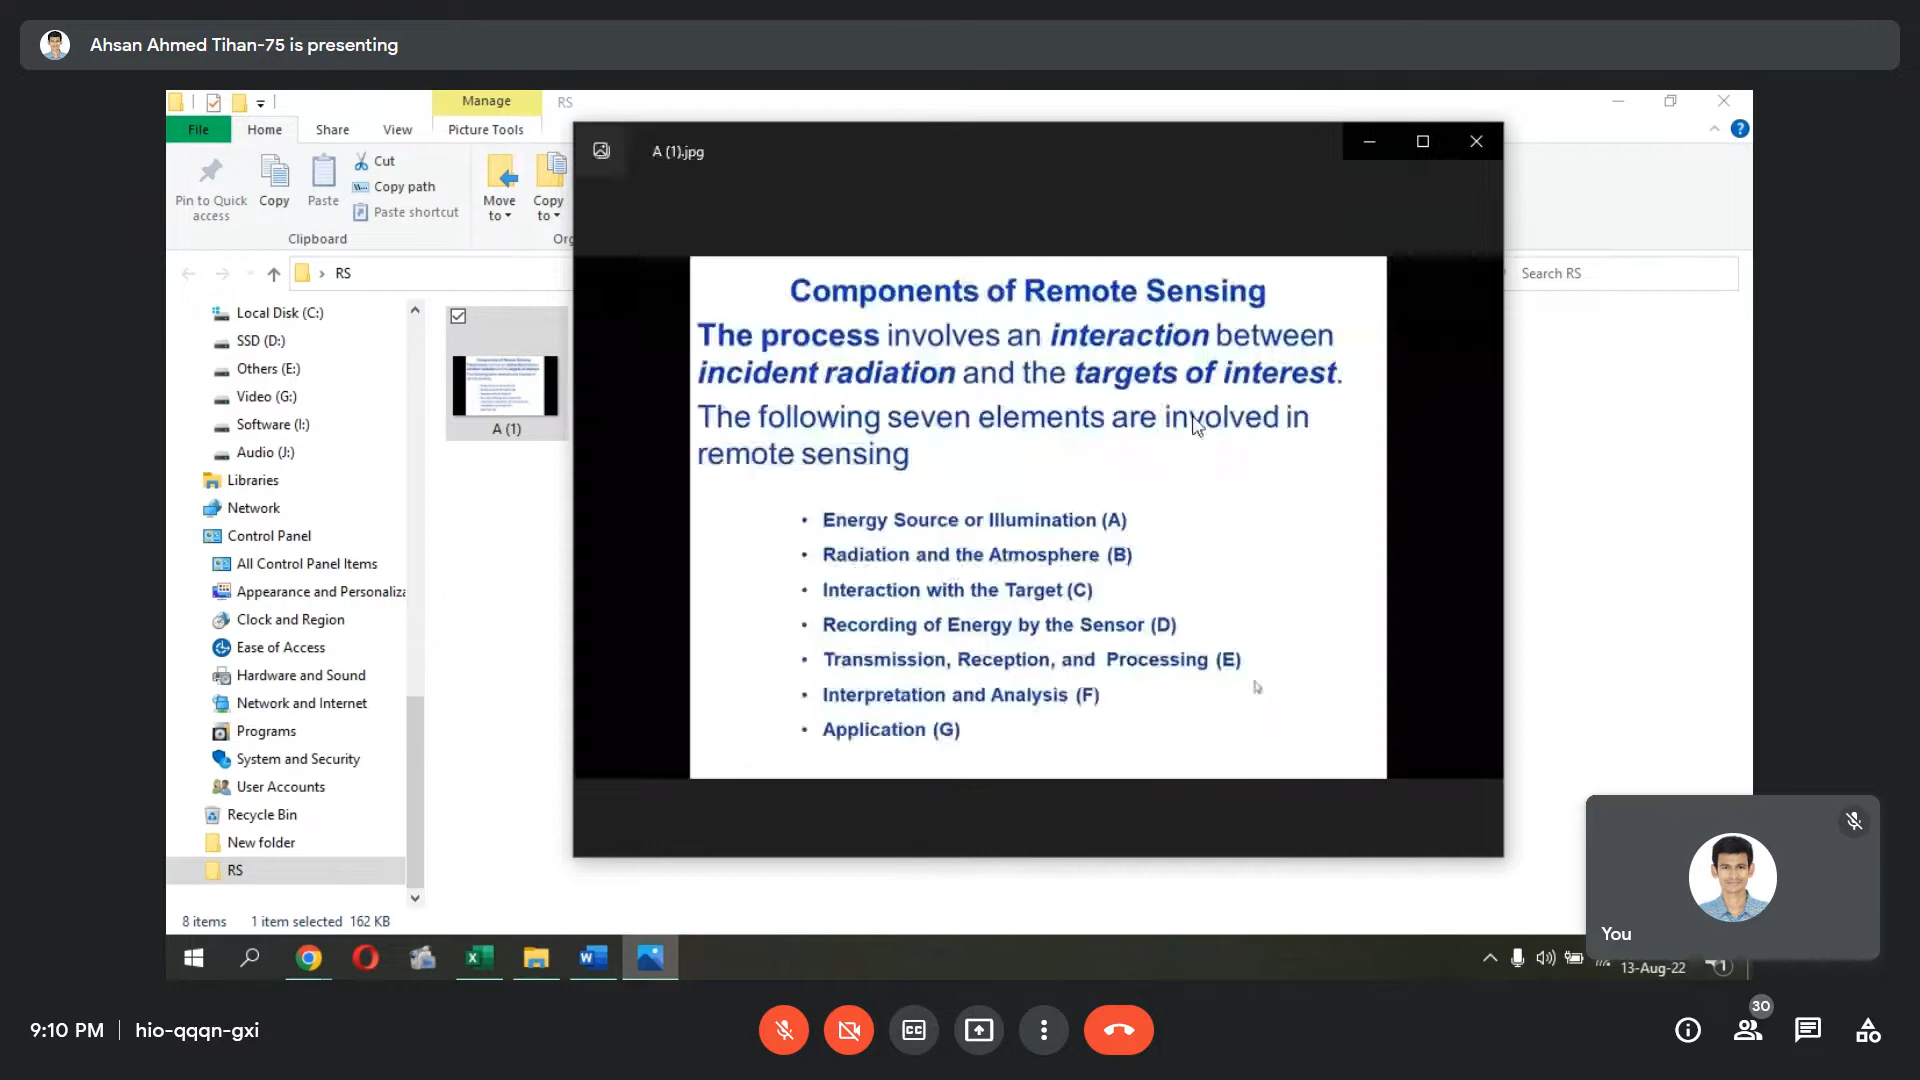 Ahsan Ahmed Tihan-75 is presenting
Manage
RS
File
Home
Share
View
Picture Tools
A (1).jpg
Pin to Quick access
Copy
Paste
Cut
Copy path
Paste shortcut
Move to
Copy to
Clipboard
Org
RS
Search RS
Local Disk (C:)
SSD (D:)
Others (E:)
Video (G:)
Software (I:)
Audio (J:)
Libraries
Network
Control Panel
All Control Panel Items
Appearance and Personaliza
Clock and Region
Ease of Access
Hardware and Sound
Network and Internet
Programs
System and Security
User Accounts
Recycle Bin
New folder
RS
A (1)
Components of Remote Sensing
The process involves an interaction between
incident radiation and the targets of interest.
The following seven elements are involved in
remote sensing
• Energy Source or Illumination (A)
• Radiation and the Atmosphere (B)
• Interaction with the Target (C)
• Recording of Energy by the Sensor (D)
• Transmission, Reception, and Processing (E)
• Interpretation and Analysis (F)
• Application (G)
8 items 1 item selected 162 KB
You
13-Aug-22
1
9:10 PM | hio-qqqn-gxi
CC
30